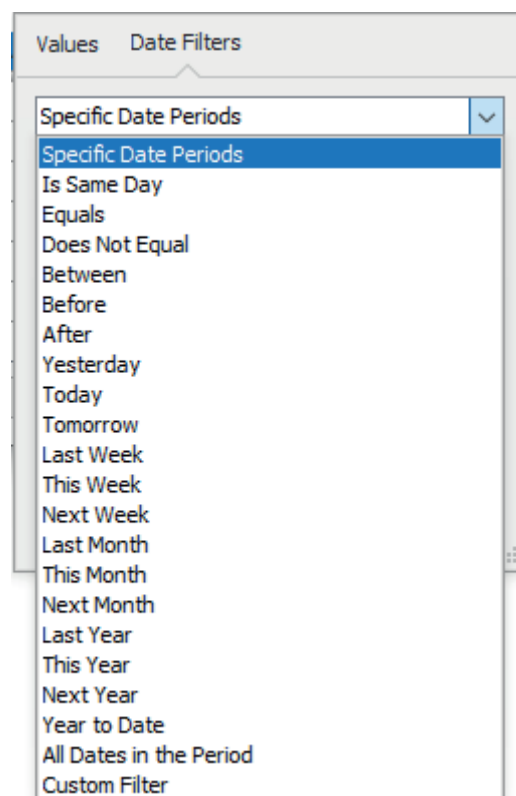 Values Date Filters
Specific Date Periods
Specific Date Periods
Is Same Day
Equals
Does Not Equal
Between
Before
After
Yesterday
Today
Tomorrow
Last Week
This Week
Next Week
Last Month
This Month
Next Month
Last Year
This Year
Next Year
Year to Date
All Dates in the Period
Custom Filter